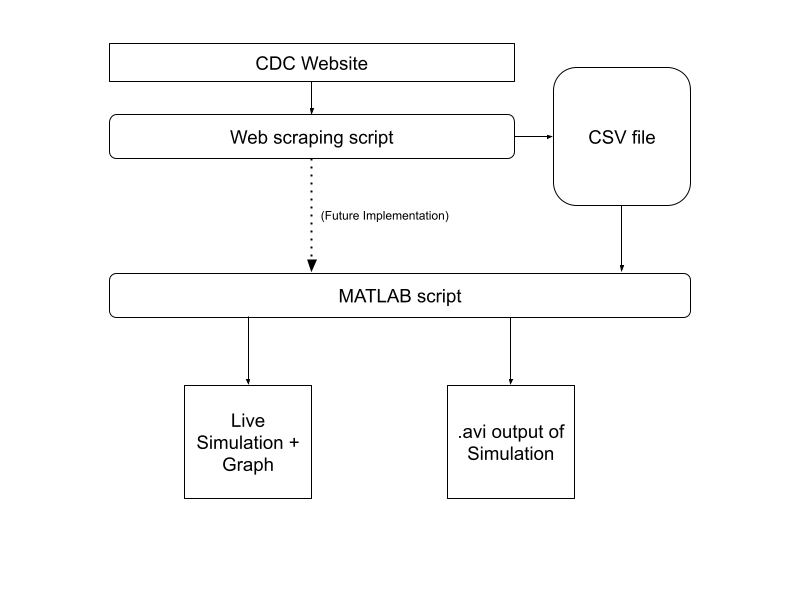 CDC Website
Web scraping script
CSV file
(Future Implementation)
MATLAB script
Live
Simulation +
Graph
.avi output of
Simulation